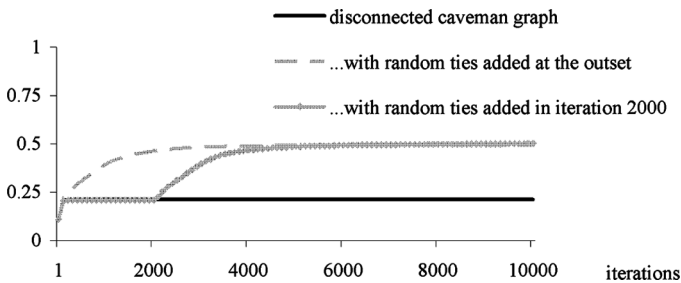 disconnected caveman graph
...with random ties added at the outset
...with random ties added in iteration 2000
1
0.75
0.5
0.25
0
1 2000 4000 6000 8000 10000 iterations